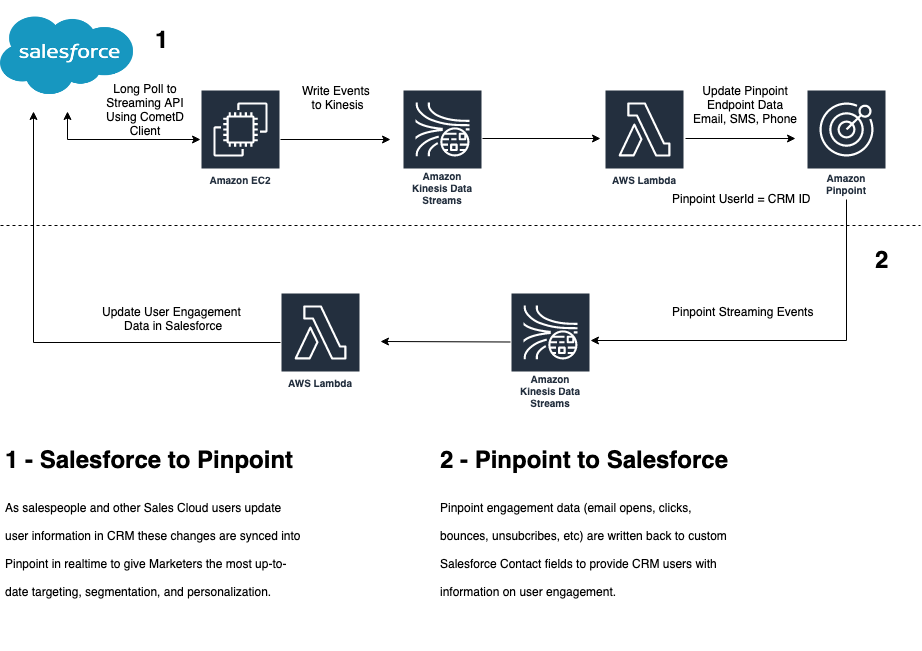 salesforce
1
Long Poll to
Streaming API
Using CometD
Client
Write Events
to Kinesis
Update Pinpoint
Endpoint Data
Email, SMS, Phone
Amazon EC2
Amazon
Kinesis Data
Streams
AWS Lambda
Amazon
Pinpoint
Pinpoint UserId = CRM ID
2
Update User Engagement
Data in Salesforce
Pinpoint Streaming Events
AWS Lambda
Amazon
Kinesis Data
Streams
1 - Salesforce to Pinpoint
As salespeople and other Sales Cloud users update
user information in CRM these changes are synced into
Pinpoint in realtime to give Marketers the most up-to-
date targeting, segmentation, and personalization.
2 - Pinpoint to Salesforce
Pinpoint engagement data (email opens, clicks,
bounces, unsubcribes, etc) are written back to custom
Salesforce Contact fields to provide CRM users with
information on user engagement.